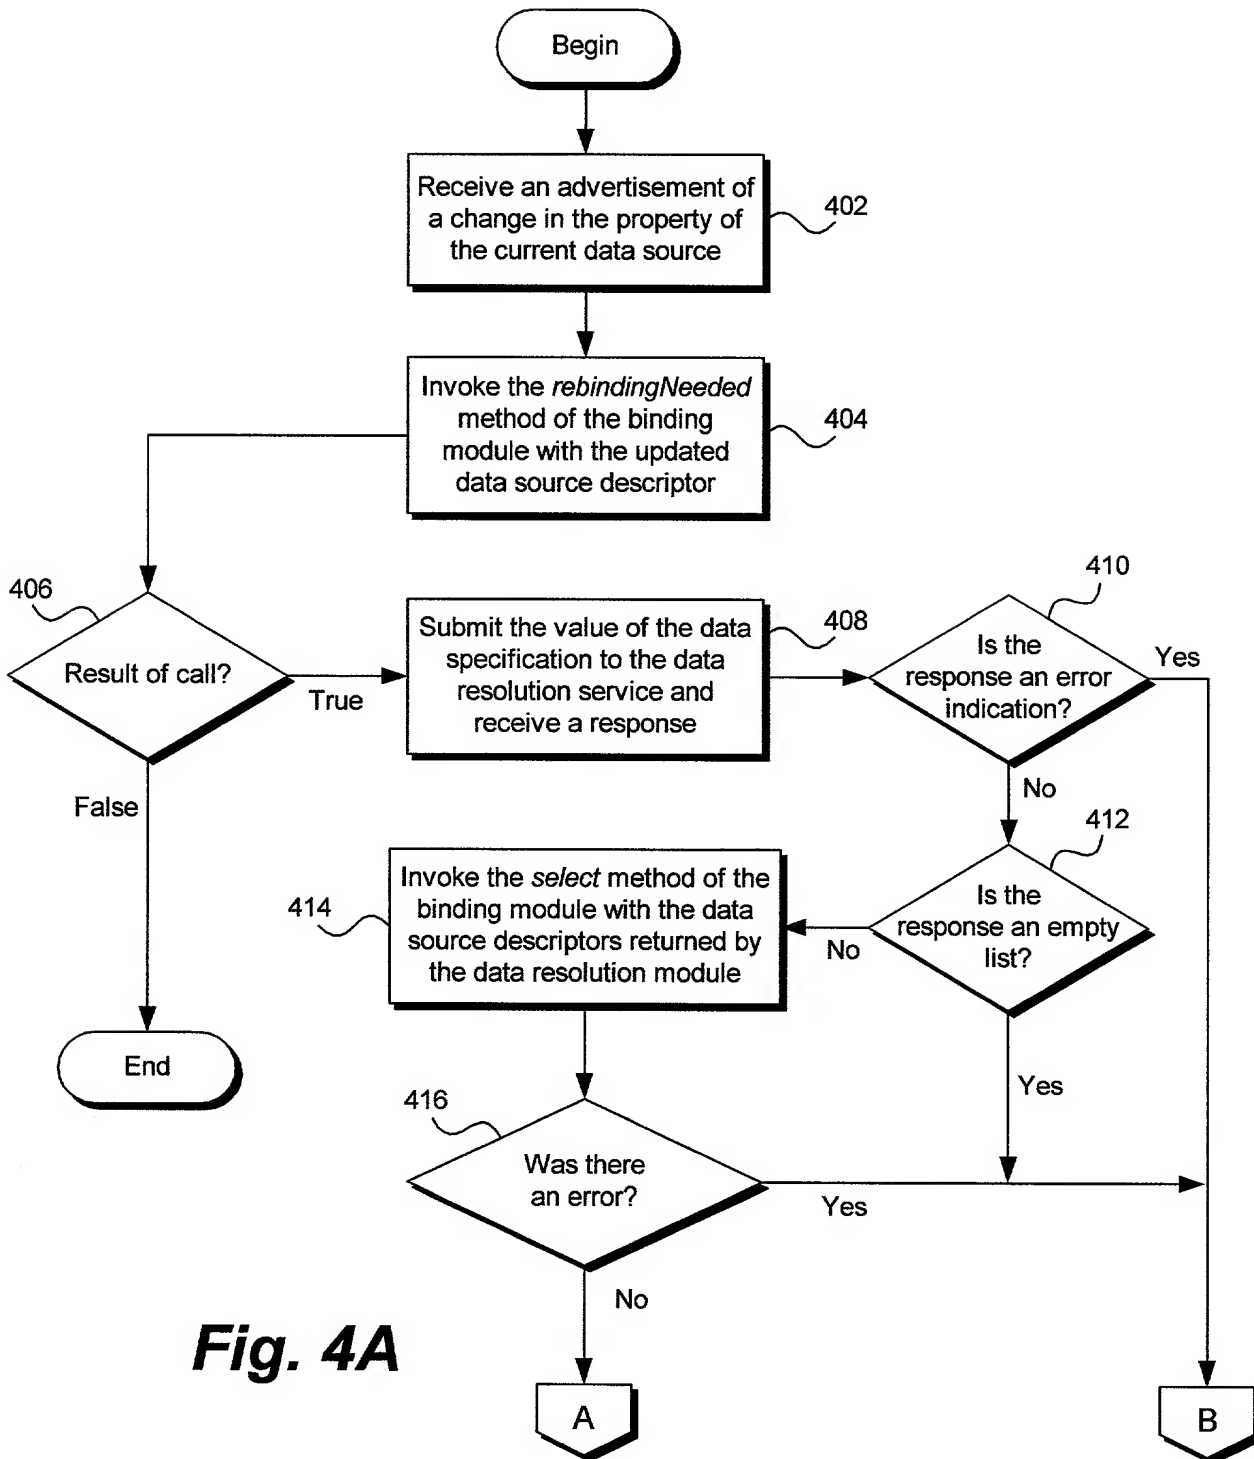 Begin
Receive an advertisement of
a change in the property of
the current data source
402
Invoke the rebindingNeeded
method of the binding
module with the updated
data source descriptor
404
406
Result of call?
True
False
End
Submit the value of the data
specification to the data
resolution service and
receive a response
408
410
Is the
response an error
indication?
Yes
No
412
Is the
response an empty
list?
No
Yes
414
Invoke the select method of the
binding module with the data
source descriptors returned by
the data resolution module
416
Was there
an error?
Yes
No
Fig. 4A
A
B